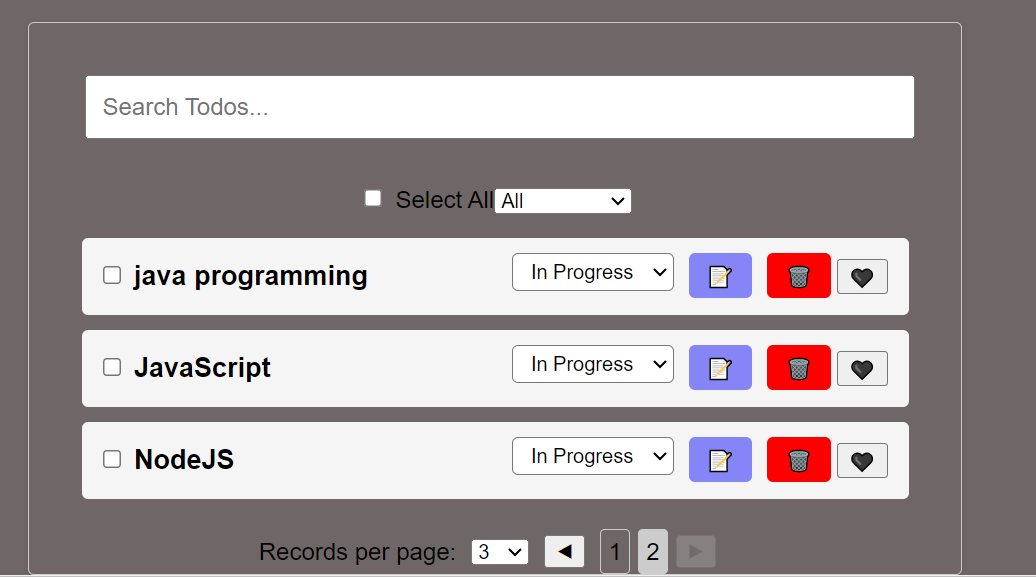 Search Todos...
Select All All
java programming In Progress
JavaScript In Progress
NodeJS In Progress
Records per page: 3 1 2